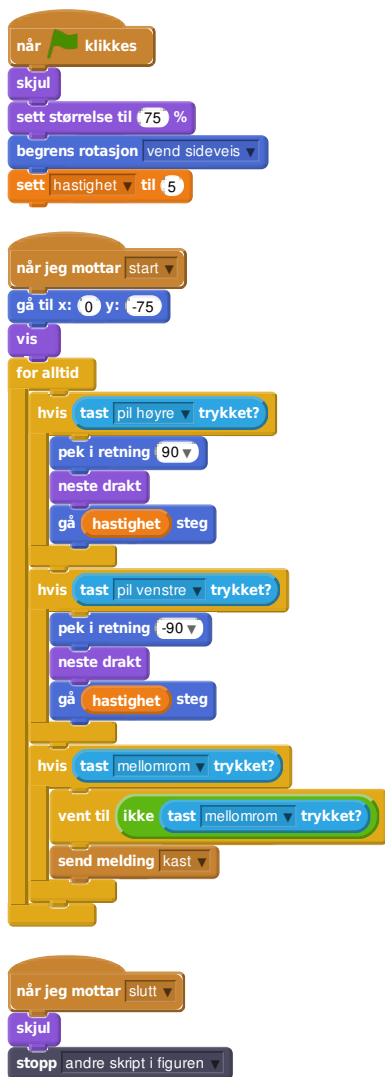 når klikkes
skjul
sett størrelse til 75 %
begrens rotasjon vend sideveis
sett hastighet til 5
når jeg mottar start
gå til x: 0 y: -75
vis
for alltid
hvis tast pil høyre trykket?
pek i retning 90
neste drakt
gå hastighet steg
hvis tast pil venstre trykket?
pek i retning -90
neste drakt
gå hastighet steg
hvis tast mellomrom trykket?
vent til ikke tast mellomrom trykket?
send melding kast
når jeg mottar slutt
skjul
stopp andre skript i figuren